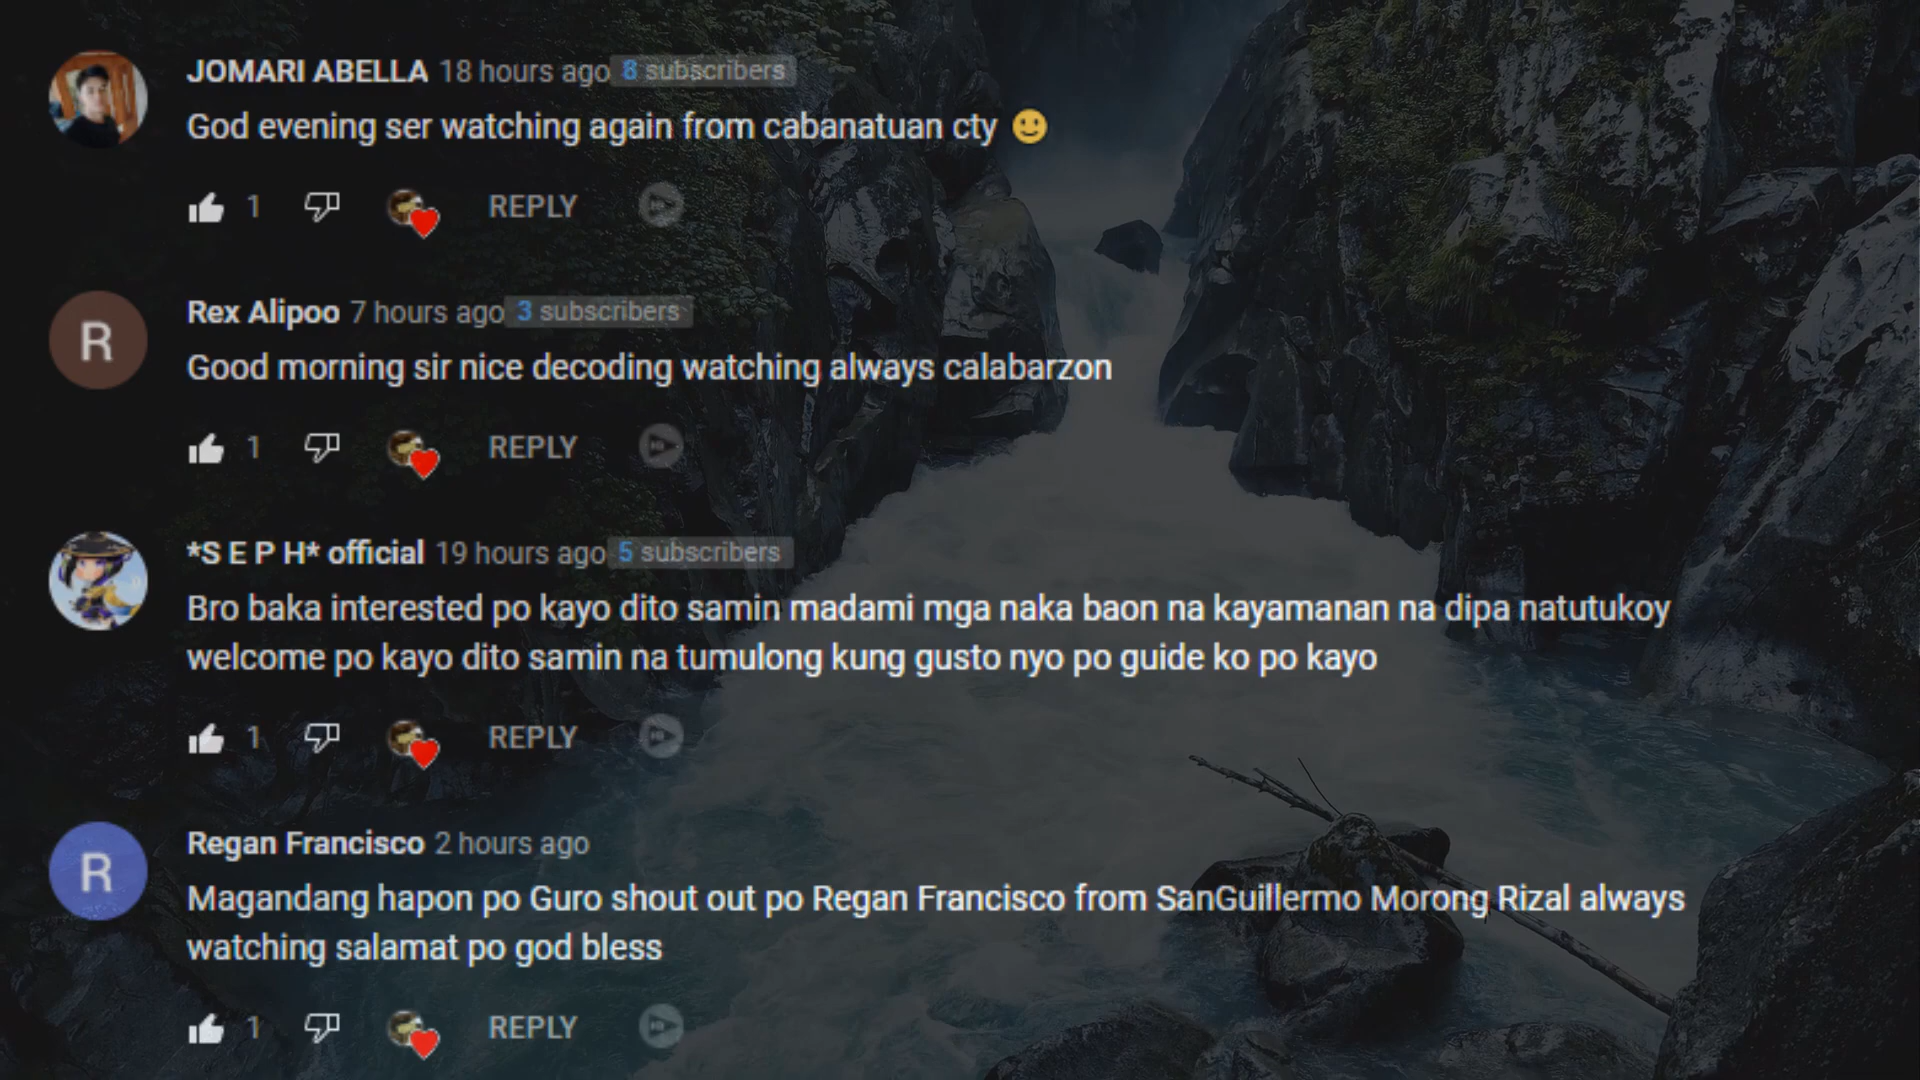 JOMARI ABELLA 18 hours ago 8 subscribers
God evening ser watching again from cabanatuan cty 🙂
1 REPLY
R
Rex Alipoo 7 hours ago 3 subscribers
Good morning sir nice decoding watching always calabarzon
1 REPLY
*S E P H* official 19 hours ago 5 subscribers
Bro baka interested po kayo dito samin madami mga naka baon na kayamanan na dipa natutukoy
welcome po kayo dito samin na tumulong kung gusto nyo po guide ko po kayo
1 REPLY
R
Regan Francisco 2 hours ago
Magandang hapon po Guro shout out po Regan Francisco from SanGuillermo Morong Rizal always
watching salamat po god bless
1 REPLY